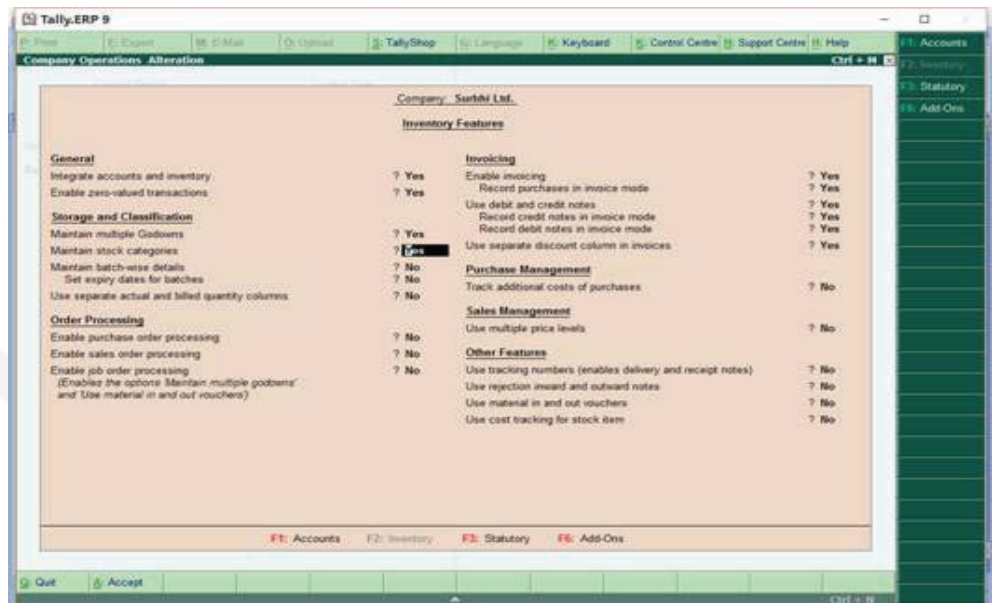 Tally.ERP 9
P: Print E: Export M: E-Mail O: Upload S: TallyShop G: Language K: Keyboard K: Control Centre H: Support Centre H: Help
F1: Accounts
Company Operations Alteration Ctrl + M
F2: Inventory
F3: Statutory
F6: Add-Ons
Company: Surbhi Ltd.
Inventory Features
General
Integrate accounts and inventory ? Yes
Enable zero-valued transactions ? Yes
Storage and Classification
Maintain multiple Godowns ? Yes
Maintain stock categories ? Yes
Maintain batch-wise details ? No
Set expiry dates for batches ? No
Use separate actual and billed quantity columns ? No
Order Processing
Enable purchase order processing ? No
Enable sales order processing ? No
Enable job order processing ? No
(Enables the options 'Maintain multiple godowns'
and 'Use material in and out vouchers')
Invoicing
Enable invoicing ? Yes
Record purchases in invoice mode ? Yes
Use debit and credit notes ? Yes
Record credit notes in invoice mode ? Yes
Record debit notes in invoice mode ? Yes
Use separate discount column in invoices ? Yes
Purchase Management
Track additional costs of purchases ? No
Sales Management
Use multiple price levels ? No
Other Features
Use tracking numbers (enables delivery and receipt notes) ? No
Use rejection inward and outward notes ? No
Use material in and out vouchers ? No
Use cost tracking for stock item ? No
F1: Accounts F2: Inventory F3: Statutory F6: Add-Ons
Q: Quit A: Accept
Ctrl + N